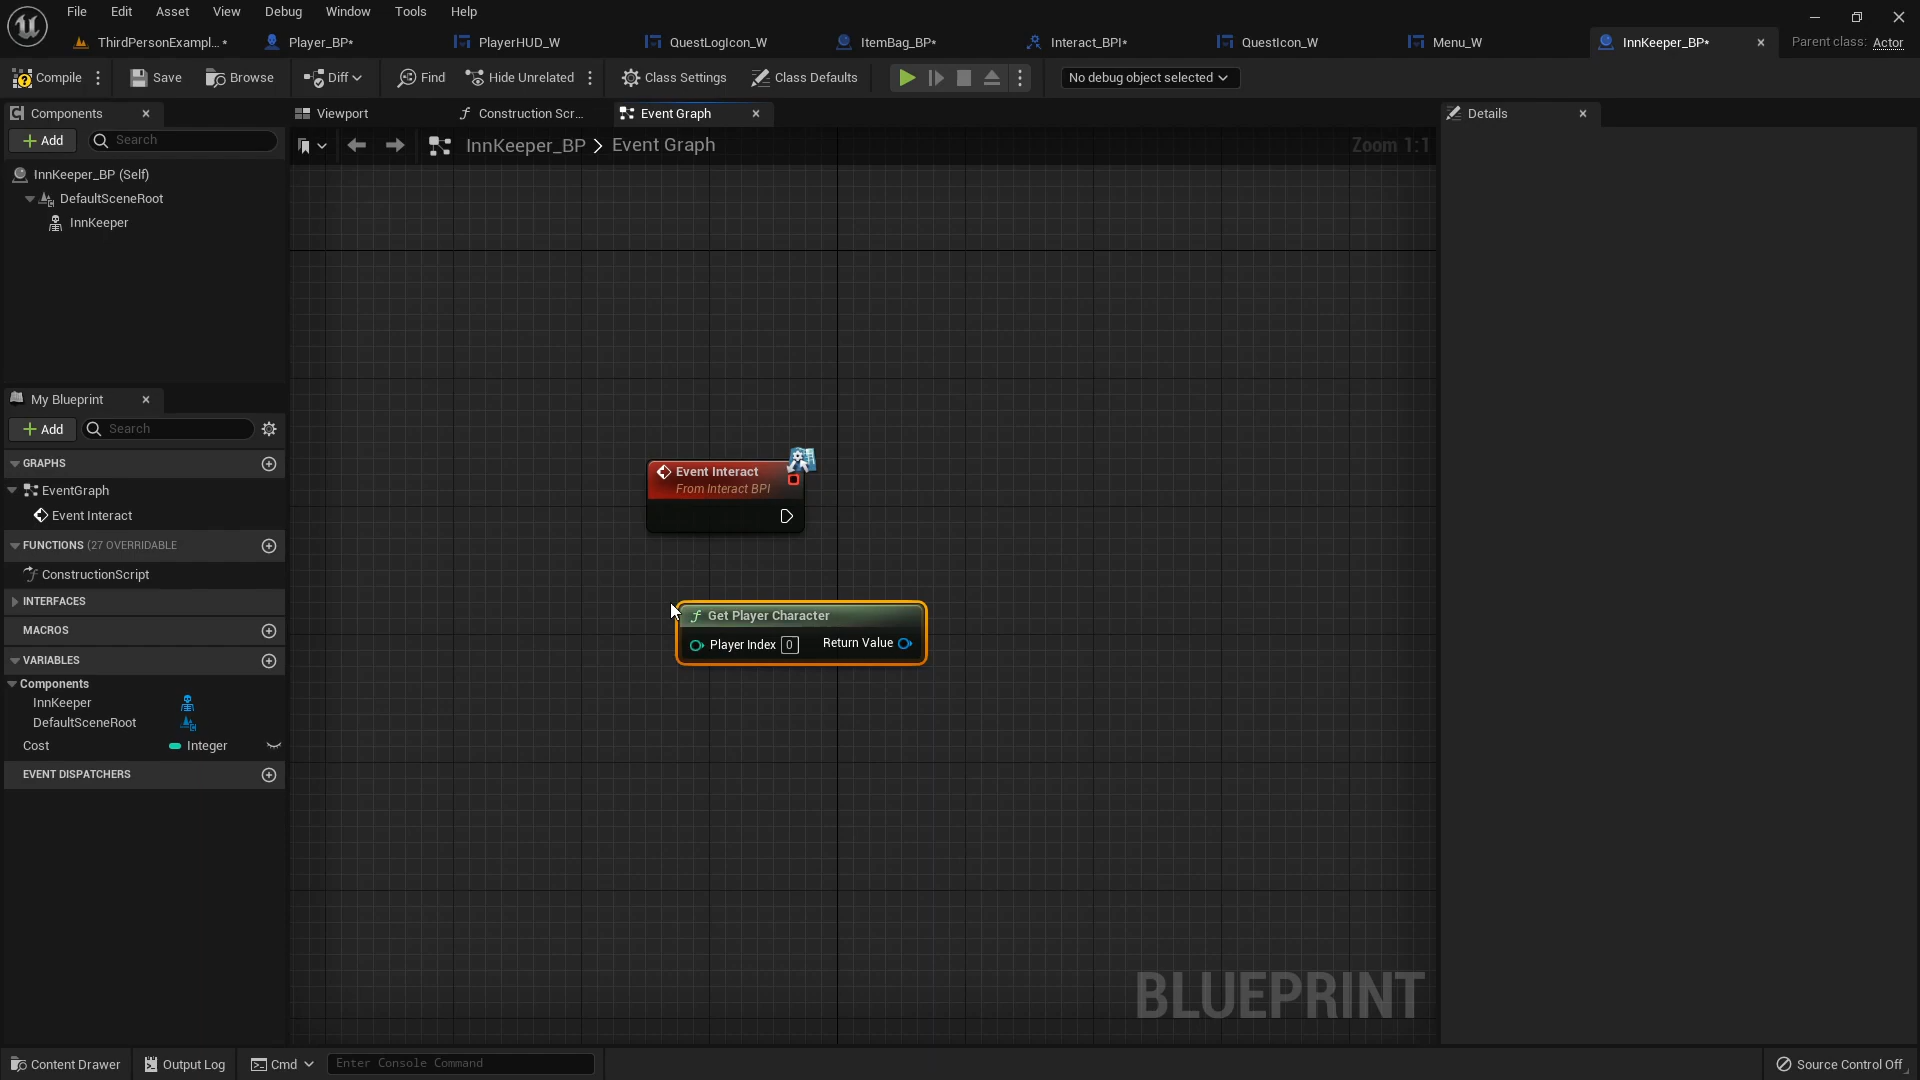 File Edit Asset View Debug Window Tools Help
ThirdPersonExampl...* Player_BP* PlayerHUD_W QuestLogIcon_W ItemBag_BP* Interact_BPI* QuestIcon_W Menu_W InnKeeper_BP* Parent class: Actor
Compile Save Browse Diff Find Hide Unrelated Class Settings Class Defaults No debug object selected
Components Viewport Construction Scr... Event Graph Details
Add Search InnKeeper_BP > Event Graph Zoom 1:1
InnKeeper_BP (Self)
DefaultSceneRoot
InnKeeper
My Blueprint
Add Search
GRAPHS
Event Interact
From Interact BPI
EventGraph
Event Interact
FUNCTIONS (27 OVERRIDABLE
ConstructionScript
INTERFACES
Get Player Character
MACROS
Player Index 0 Return Value
VARIABLES
Components
InnKeeper
DefaultSceneRoot
Cost Integer
EVENT DISPATCHERS
BLUEPRINT
Content Drawer Output Log Cmd Enter Console Command Source Control Off